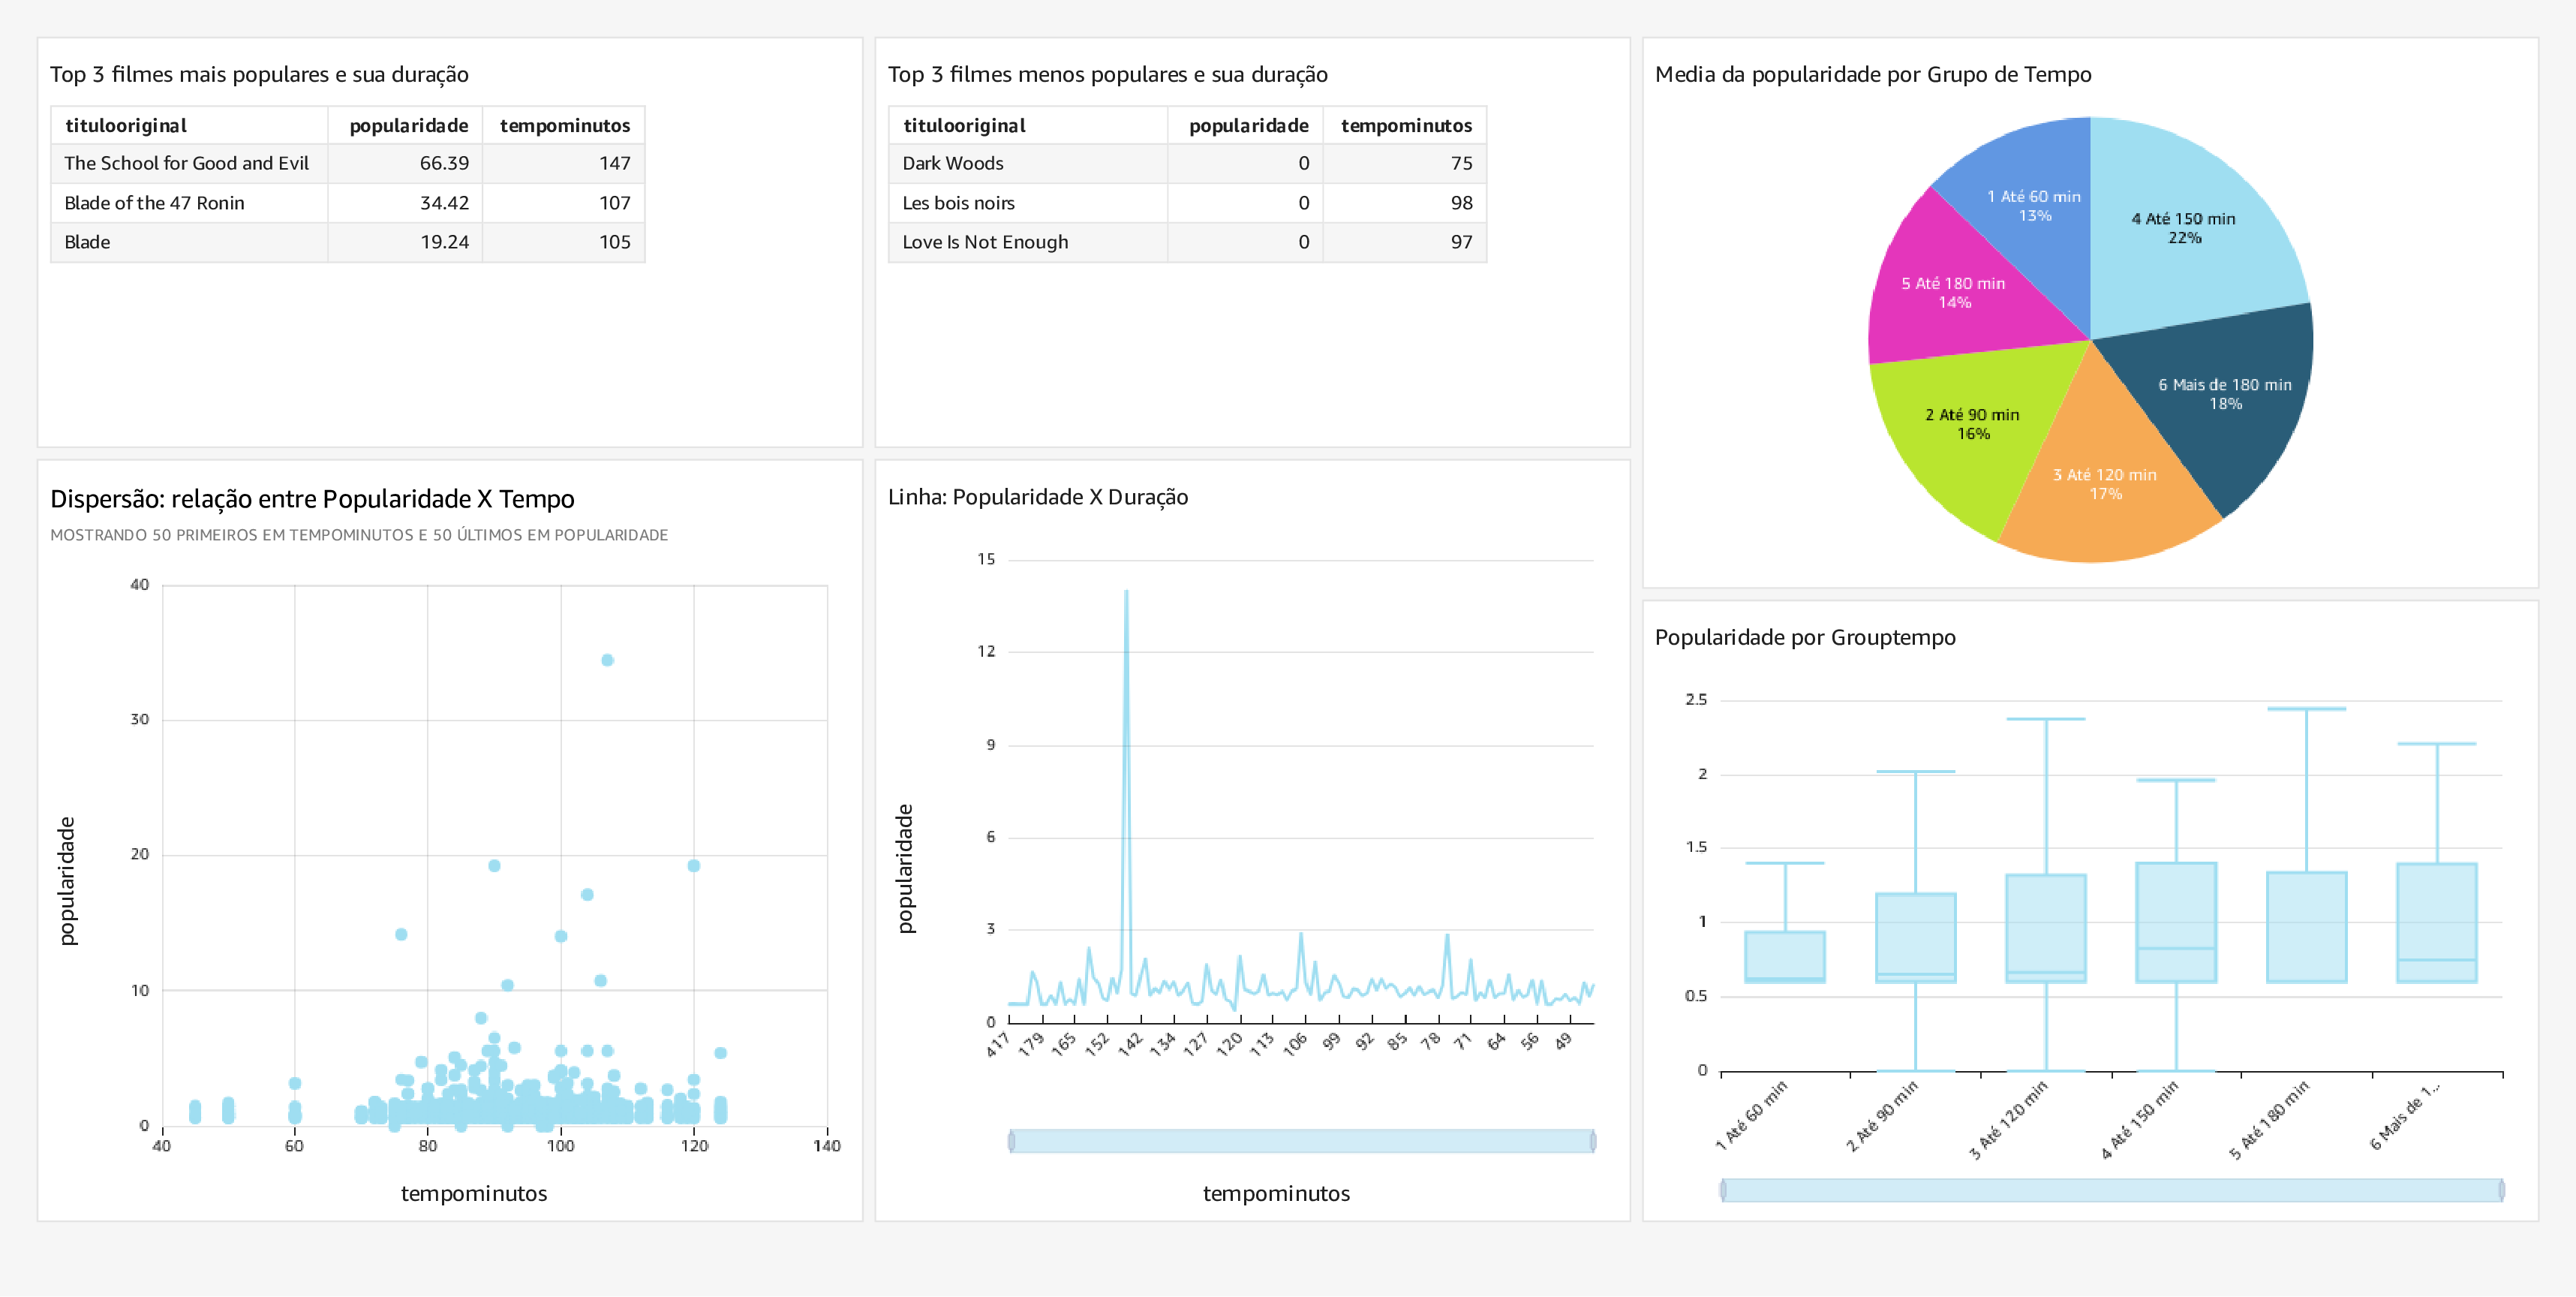 Top 3 filmes mais populares e sua duração
titulooriginal popularidade tempominutos
The School for Good and Evil 66.39 147
Blade of the 47 Ronin 34.42 107
Blade 19.24 105
Top 3 filmes menos populares e sua duração
titulooriginal popularidade tempominutos
Dark Woods 0 75
Les bois noirs 0 98
Love Is Not Enough 0 97
Media da popularidade por Grupo de Tempo
1 Até 60 min
13%
4 Até 150 min
22%
5 Até 180 min
14%
6 Mais de 180 min
18%
2 Até 90 min
16%
3 Até 120 min
17%
Dispersão: relação entre Popularidade X Tempo
MOSTRANDO 50 PRIMEIROS EM TEMPOMINUTOS E 50 ÚLTIMOS EM POPULARIDADE
popularidade
40
30
20
10
0
40 60 80 100 120 140
tempominutos
Linha: Popularidade X Duração
popularidade
15
12
9
6
3
0
417 179 165 152 142 134 127 120 113 106 99 92 85 78 71 64 56 49
tempominutos
Popularidade por Grouptempo
2.5
2
1.5
1
0.5
0
1 Até 60 min
2 Até 90 min
3 Até 120 min
4 Até 150 min
5 Até 180 min
6 Mais de 1...